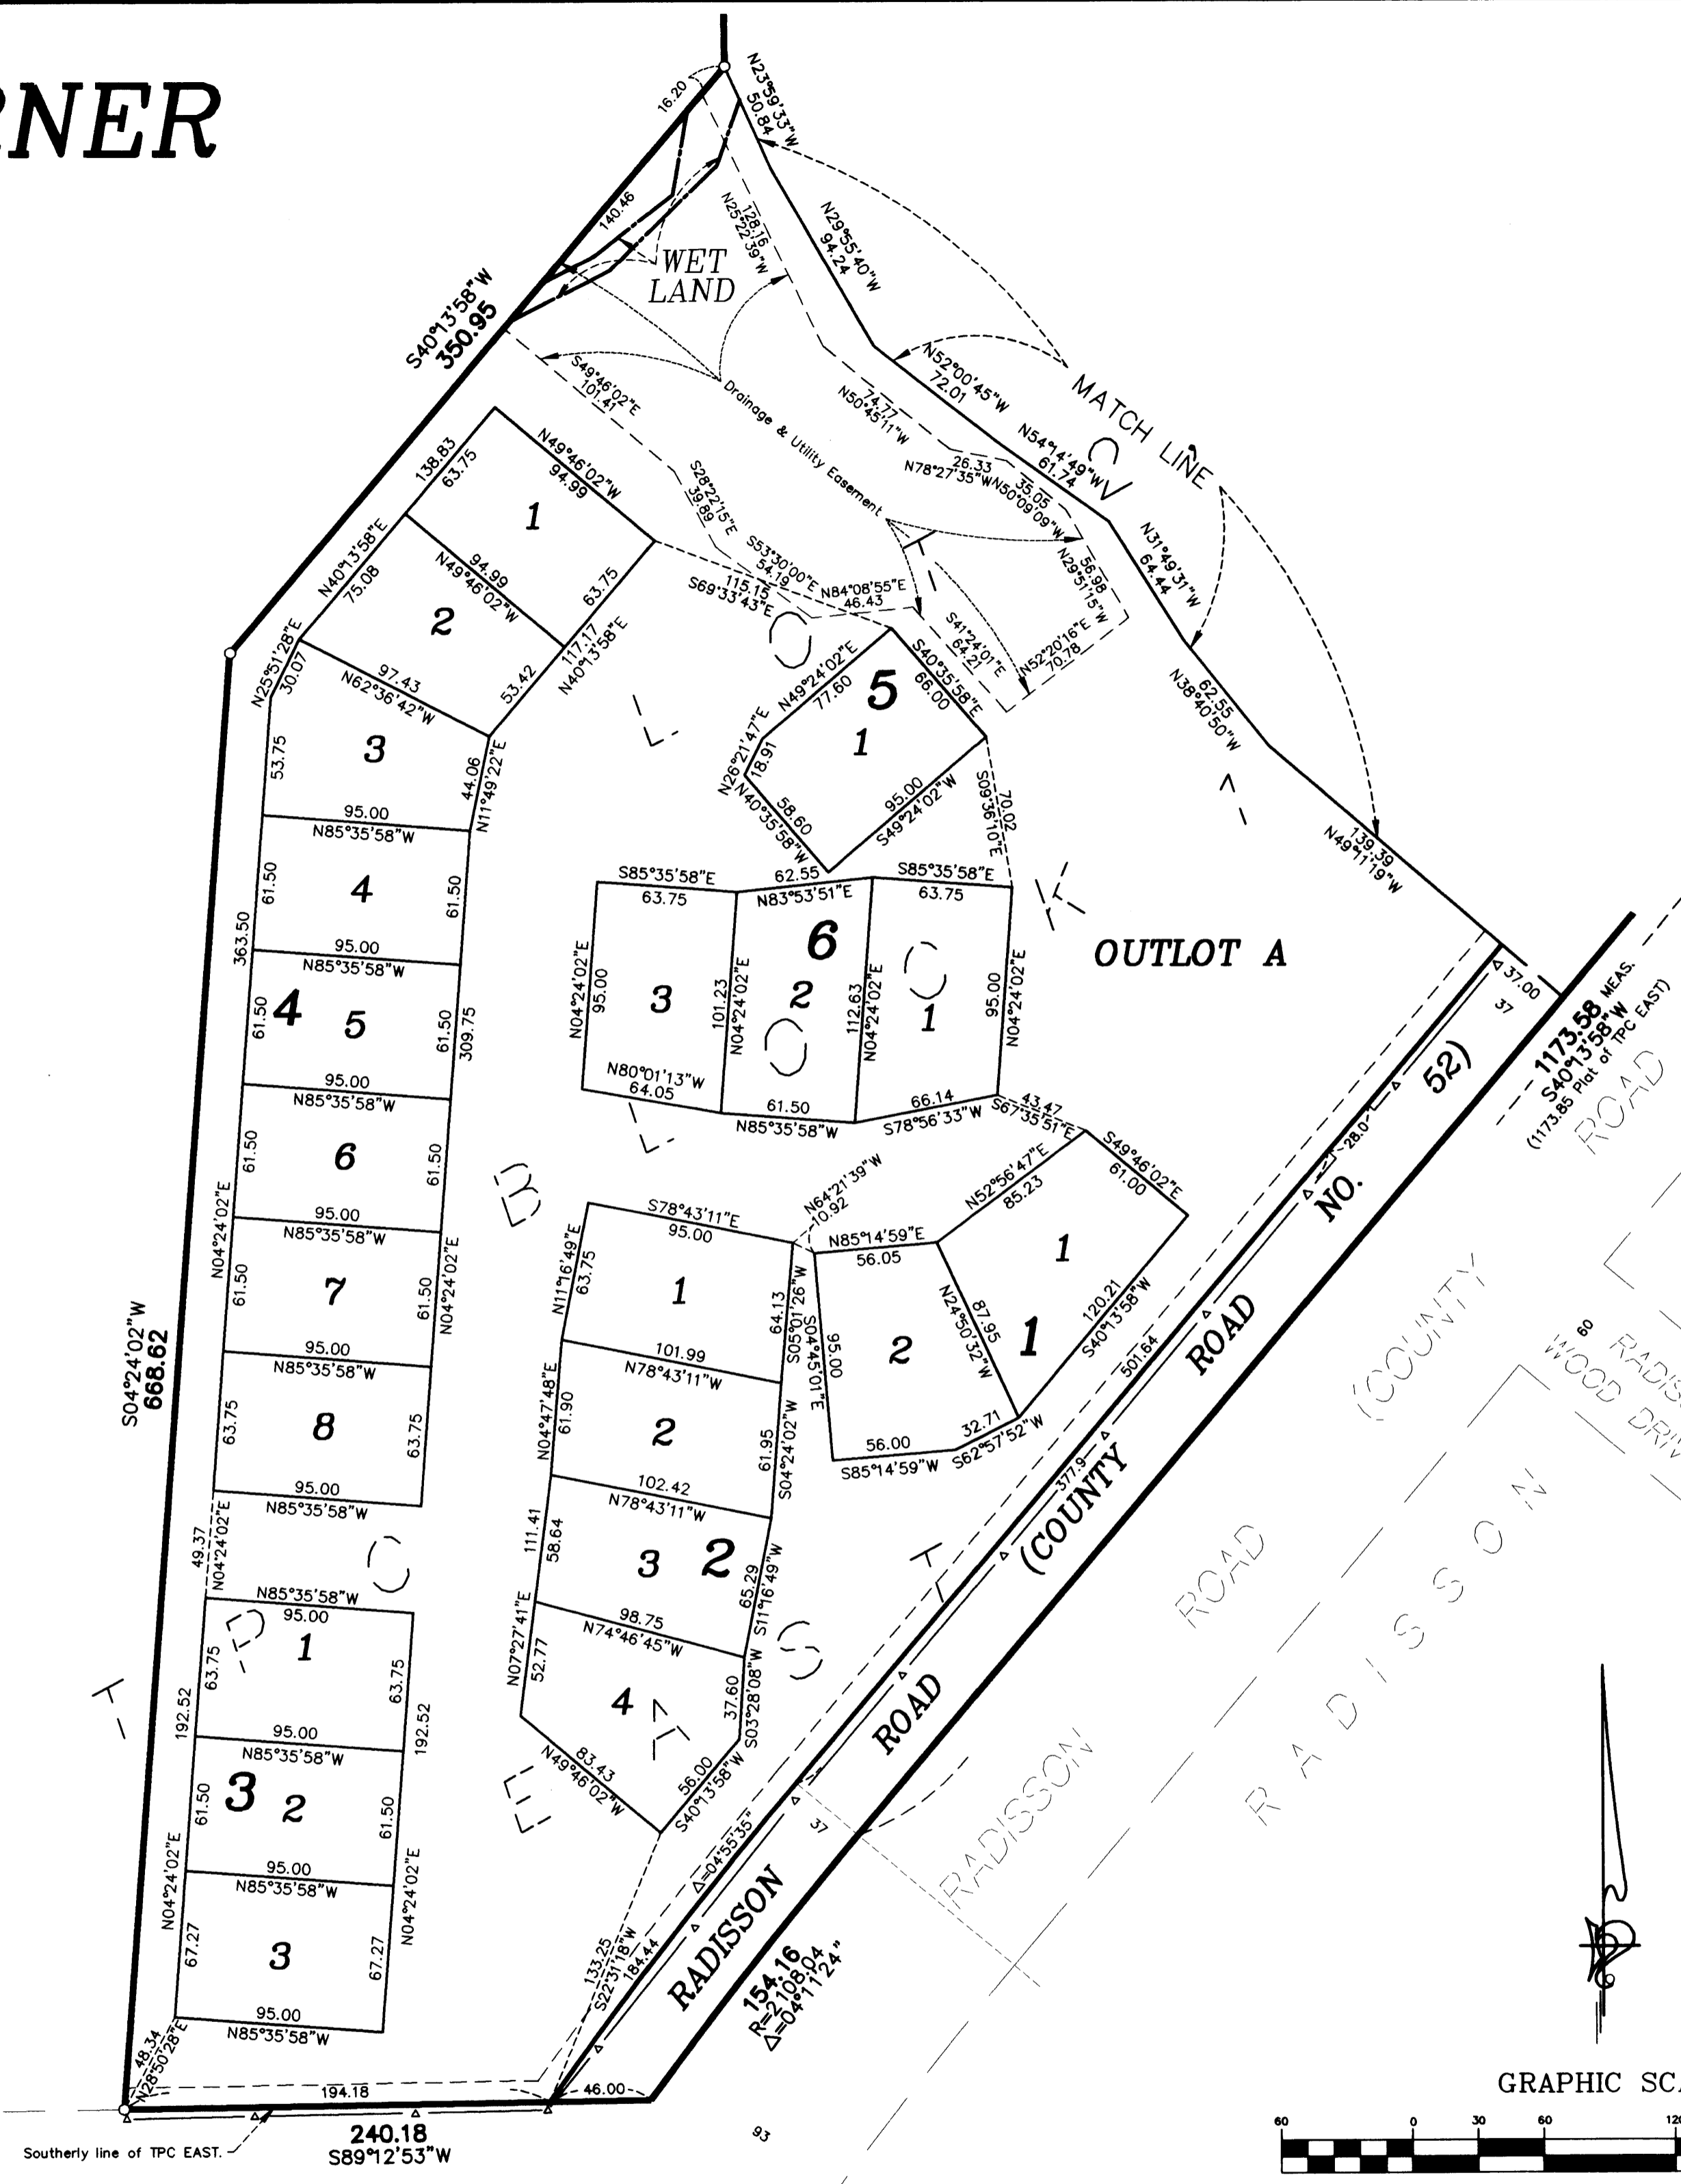 RNER
16.20
N23°59'33"W
50.84
140.46
128.16
N25°22'39"W
WET
LAND
N29°55'40"W
94.24
S40°13'58"W
350.95
S49°46'02"E
101.41
Drainage & Utility Easement
74.77
N50°45'11"W
N52°00'45"W
72.01
MATCH LINE
N54°14'49"W
61.74
26.33
N78°27'35"W
35.05
N50°09'09"W
S28°22'15"E
39.89
S53°30'00"E
54.19
115.15
S69°33'43"E
N84°08'55"E
46.43
56.98
N29°51'15"W
N31°49'31"W
64.44
S41°24'01"E
64.21
N52°20'16"E
70.78
62.55
N38°40'50"W
139.39
N49°11'19"W
138.83
63.75
N49°46'02"W
94.99
1
N40°13'58"E
75.08
94.99
N49°46'02"W
2
63.75
117.17
N40°13'58"E
53.42
N25°51'28"E
30.07
97.43
N62°36'42"W
3
53.75
44.06
N11°49'22"E
95.00
N85°35'58"W
4
61.50
61.50
363.50
95.00
N85°35'58"W
4
5
61.50
61.50
309.75
95.00
N85°35'58"W
6
61.50
61.50
N04°24'02"E
95.00
N85°35'58"W
7
61.50
61.50
N04°24'02"E
95.00
N85°35'58"W
8
63.75
63.75
95.00
N85°35'58"W
S04°24'02"W
668.62
49.37
N04°24'02"E
N85°35'58"W
95.00
1
63.75
63.75
192.52
192.52
95.00
N85°35'58"W
3
2
61.50
61.50
N04°24'02"E
95.00
N85°35'58"W
N04°24'02"E
3
67.27
67.27
95.00
N85°35'58"W
48.34
N28°50'28"E
194.18
46.00
240.18
S89°12'53"W
Southerly line of TPC EAST.
N49°24'02"E
77.60
5
1
S40°35'58"E
66.00
N26°21'47"E
18.91
58.60
N40°35'58"W
95.00
S49°24'02"W
70.02
S09°36'10"E
S85°35'58"E
63.75
62.55
N83°53'51"E
S85°35'58"E
63.75
6
N04°24'02"E
95.00
3
101.23
N04°24'02"E
2
112.63
N04°24'02"E
1
95.00
N04°24'02"E
N80°01'13"W
64.05
61.50
N85°35'58"W
66.14
S78°56'33"W
43.47
S67°35'51"E
OUTLOT A
N64°21'39"W
10.92
N85°14'59"E
56.05
N52°56'47"E
85.23
S49°46'02"E
61.00
1
1
120.21
S40°13'58"W
87.95
N24°50'32"W
2
95.00
S04°45'01"E
56.00
S85°14'59"W
32.71
S62°57'52"W
S78°43'11"E
95.00
N11°16'49"E
63.75
1
64.13
S05°01'26"W
101.99
N78°43'11"W
N04°47'48"E
61.90
2
61.95
S04°24'02"W
102.42
N78°43'11"W
111.41
58.64
3
2
65.29
S11°16'49"W
98.75
N74°46'45"W
N07°27'41"E
52.77
4
37.60
S03°28'08"W
83.43
N49°46'02"W
56.00
S40°13'58"W
133.25
S22°31'18"W
184.44
Δ=04°55'35"
501.64
377.9
28.0
37.00
37
37
RADISSON ROAD (COUNTY ROAD NO. 52)
154.16
R=2108.04
Δ=04°11'24"
1173.58 MEAS.
S40°13'58"W
(1173.85 Plat of TPC EAST)
ROAD
(COUNTY
ROAD
RADISSON
RADISSON
60
WOOD DRIV
93
GRAPHIC SCA
60
0
30
60
120